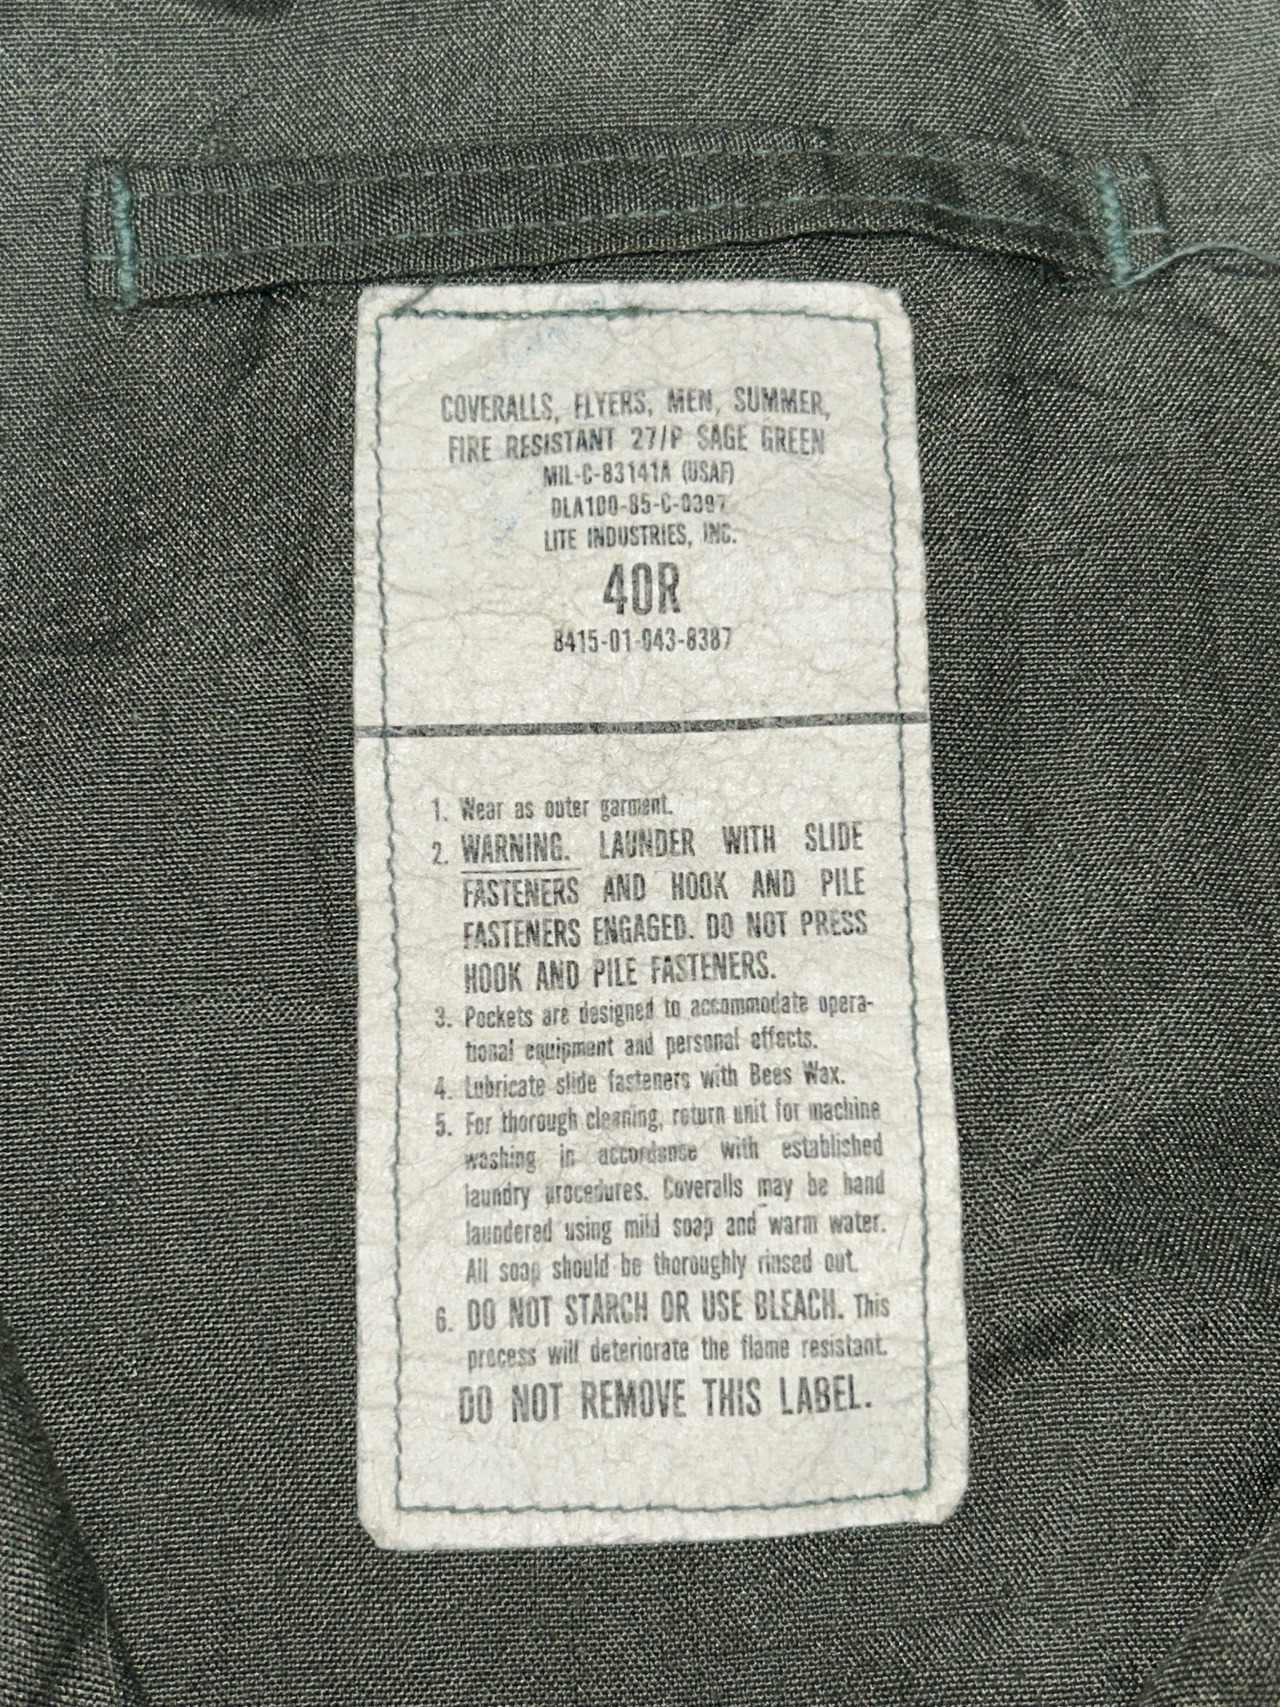 COVERALLS, FLYERS, MEN, SUMMER,
FIRE RESISTANT 27/P SAGE GREEN
MIL-C-83141A (USAF)
DLA100-85-C-0397
LITE INDUSTRIES, INC.
40R
8415-01-043-8387
1. Wear as outer garment.
2. WARNING. LAUNDER WITH SLIDE
FASTENERS AND HOOK AND PILE
FASTENERS ENGAGED. DO NOT PRESS
HOOK AND PILE FASTENERS.
3. Pockets are designed to accommodate opera-
tional equipment and personal effects.
4. Lubricate slide fasteners with Bees Wax.
5. For thorough cleaning, return unit for machine
washing in accordance with established
laundry procedures. Coveralls may be hand
laundered using mild soap and warm water.
All soap should be thoroughly rinsed out.
6. DO NOT STARCH OR USE BLEACH. This
process will deteriorate the flame resistant.
DO NOT REMOVE THIS LABEL.